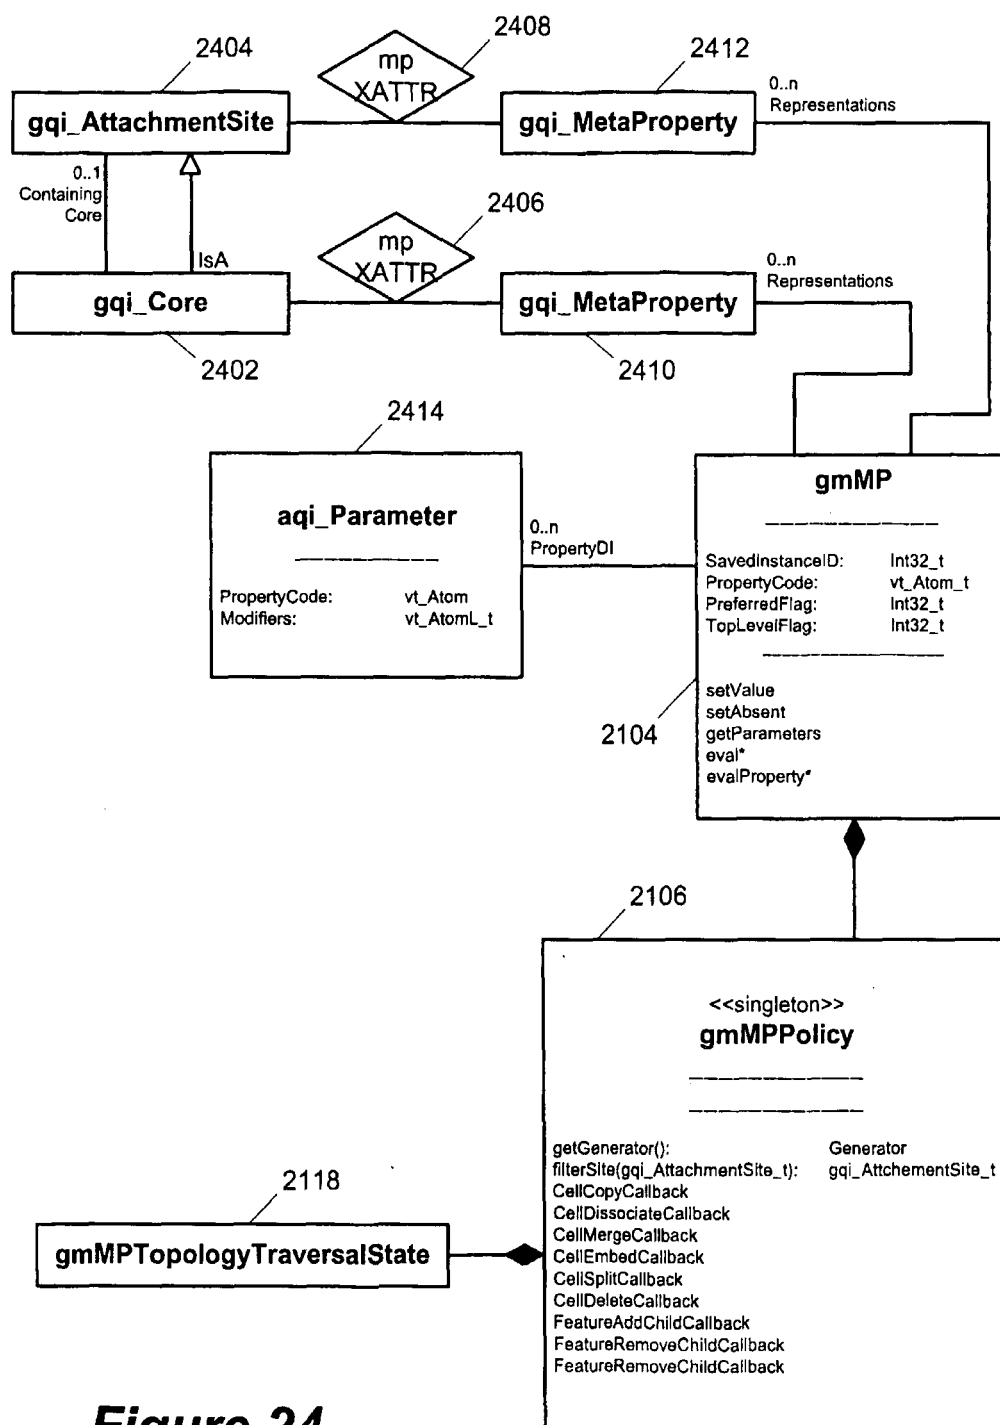 2404
2408
2412
mp
XATTR
gqi_AttachmentSite
gqi_MetaProperty
0..n
Representations
0..1
Containing
Core
IsA
2406
mp
XATTR
gqi_Core
gqi_MetaProperty
0..n
Representations
2402
2410
2414
aqi_Parameter
PropertyCode: vt_Atom
Modifiers: vt_AtomL_t
0..n
PropertyDI
gmMP
SavedInstanceID: Int32_t
PropertyCode: vt_Atom_t
PreferredFlag: Int32_t
TopLevelFlag: Int32_t
setValue
setAbsent
getParameters
eval*
evalProperty*
2104
2106
<<singleton>>
gmMPPolicy
getGenerator(): Generator
filterSite(gqi_AttachmentSite_t): gqi_AttchementSite_t
CellCopyCallback
CellDissociateCallback
CellMergeCallback
CellEmbedCallback
CellSplitCallback
CellDeleteCallback
FeatureAddChildCallback
FeatureRemoveChildCallback
FeatureRemoveChildCallback
2118
gmMPTopologyTraversalState
Figure 24